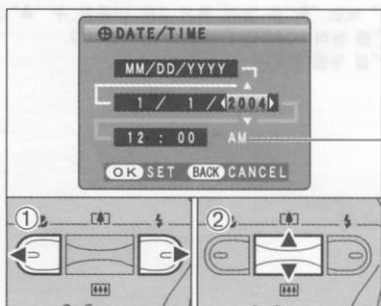 DATE/TIME
MM/DD/YYYY
1 / 1 / 2004
12 : 00 AM
OK SET BACK CANCEL
①
②